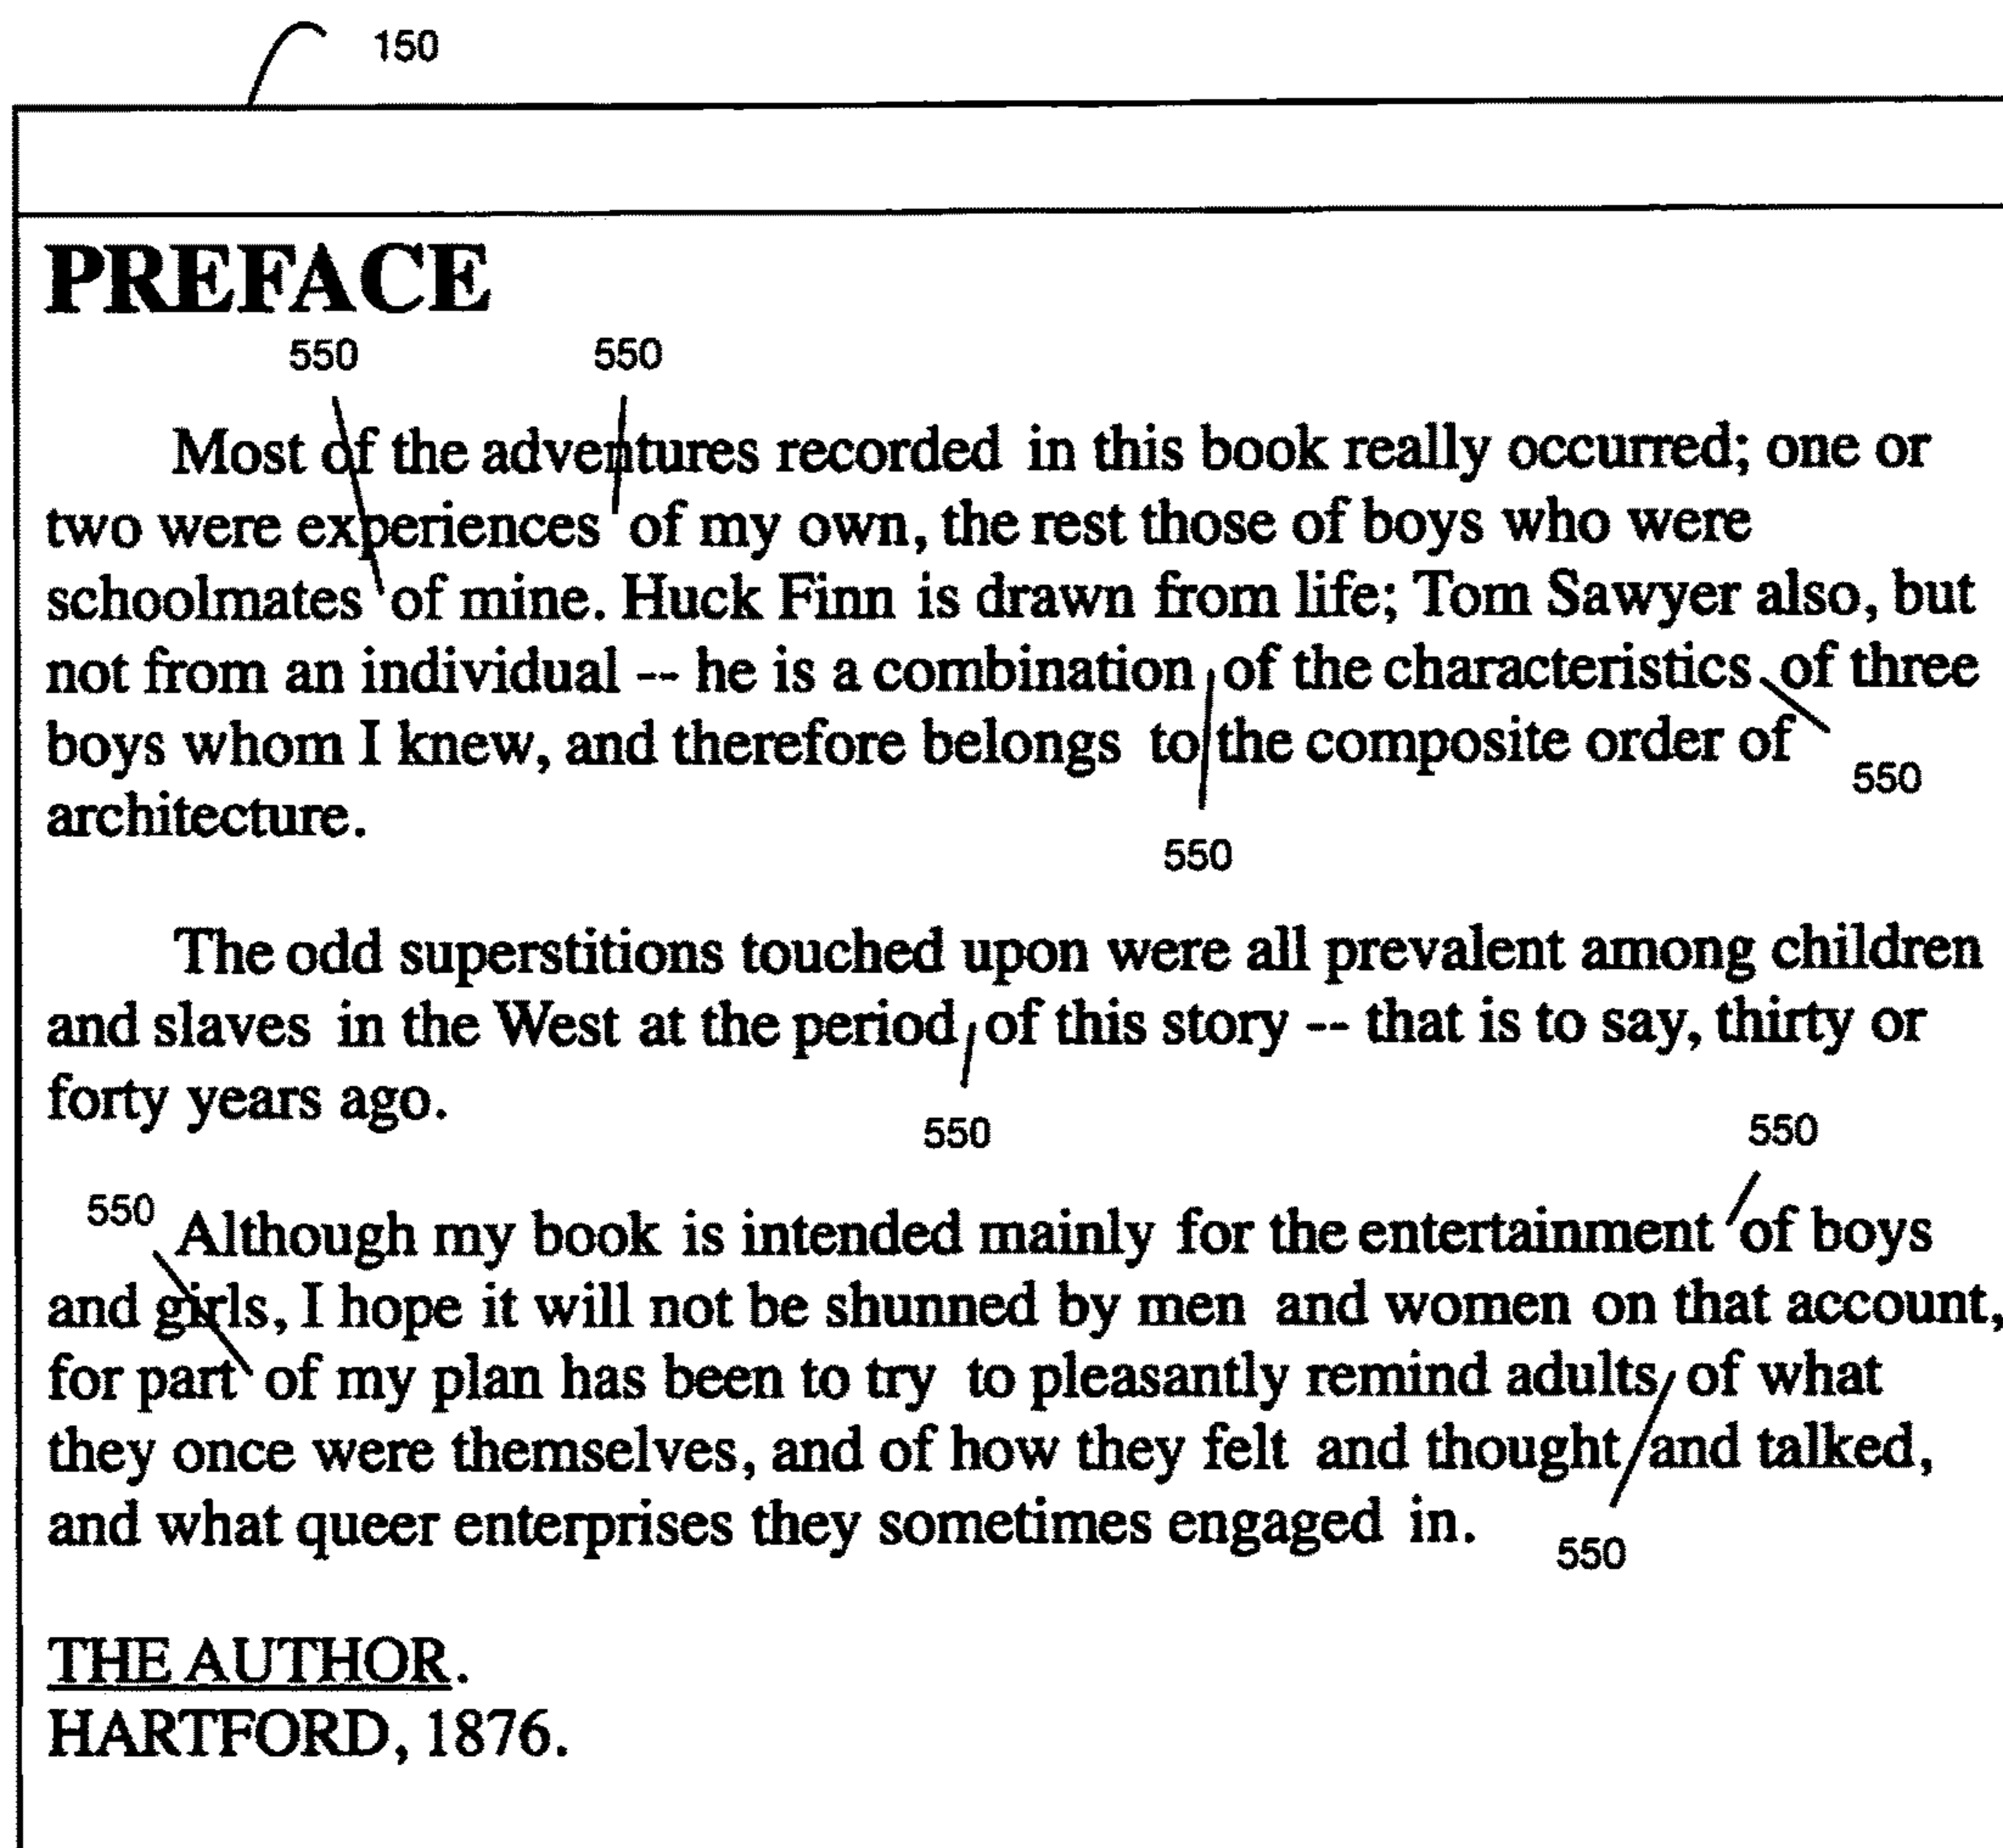 150
PREFACE
550 550
Most of the adventures recorded in this book really occurred; one or
two were experiences of my own, the rest those of boys who were
schoolmates of mine. Huck Finn is drawn from life; Tom Sawyer also, but
not from an individual -- he is a combination of the characteristics of three
boys whom I knew, and therefore belongs to the composite order of
550
architecture.
550
The odd superstitions touched upon were all prevalent among children
and slaves in the West at the period of this story -- that is to say, thirty or
forty years ago.
550 550
550
Although my book is intended mainly for the entertainment of boys
and girls, I hope it will not be shunned by men and women on that account,
for part of my plan has been to try to pleasantly remind adults of what
they once were themselves, and of how they felt and thought and talked,
and what queer enterprises they sometimes engaged in.
550
THE AUTHOR.
HARTFORD, 1876.